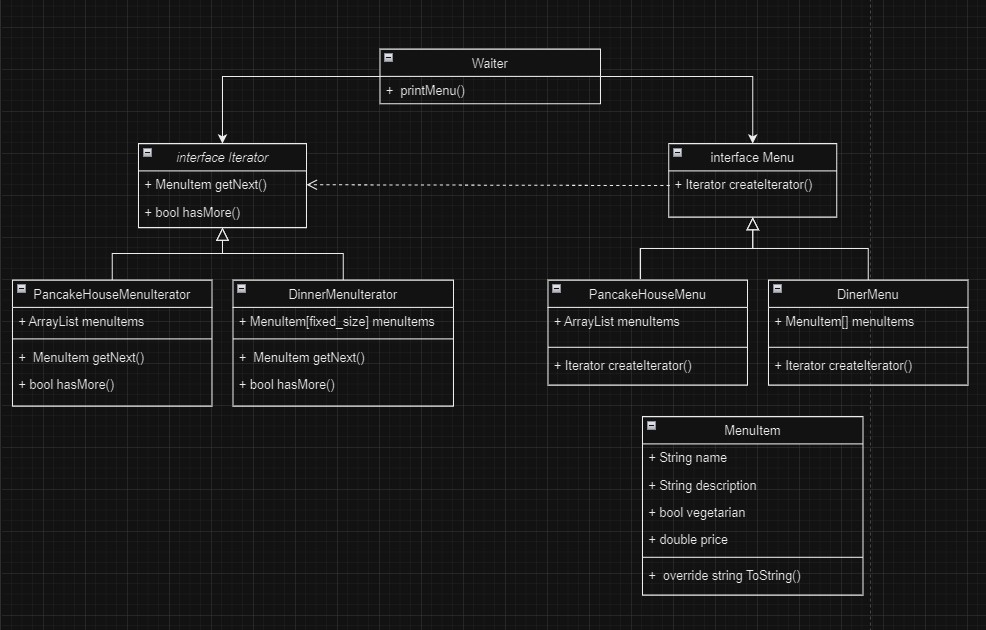 Waiter
+ printMenu()
interface Iterator
+ MenuItem getNext()
+ bool hasMore()
interface Menu
+ Iterator createIterator()
PancakeHouseMenuIterator
+ ArrayList menuItems
+ MenuItem getNext()
+ bool hasMore()
DinnerMenuIterator
+ MenuItem[fixed_size] menuItems
+ MenuItem getNext()
+ bool hasMore()
PancakeHouseMenu
+ ArrayList menuItems
+ Iterator createIterator()
DinerMenu
+ MenuItem[] menuItems
+ Iterator createIterator()
MenuItem
+ String name
+ String description
+ bool vegetarian
+ double price
+ override string ToString()